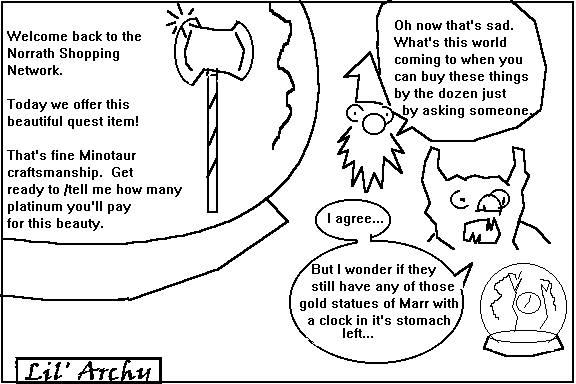 Welcome back to the
Norrath Shopping
Network.
Today we offer this
beautiful quest item!
That's fine Minotaur
craftsmanship. Get
ready to /tell me how many
platinum you'll pay
for this beauty.
Oh now that's sad.
What's this world
coming to when you
can buy these things
by the dozen just
by asking someone.
I agree...
But I wonder if they
still have any of those
gold statues of Marr with
a clock in it's stomach
left...
Lil' Archy